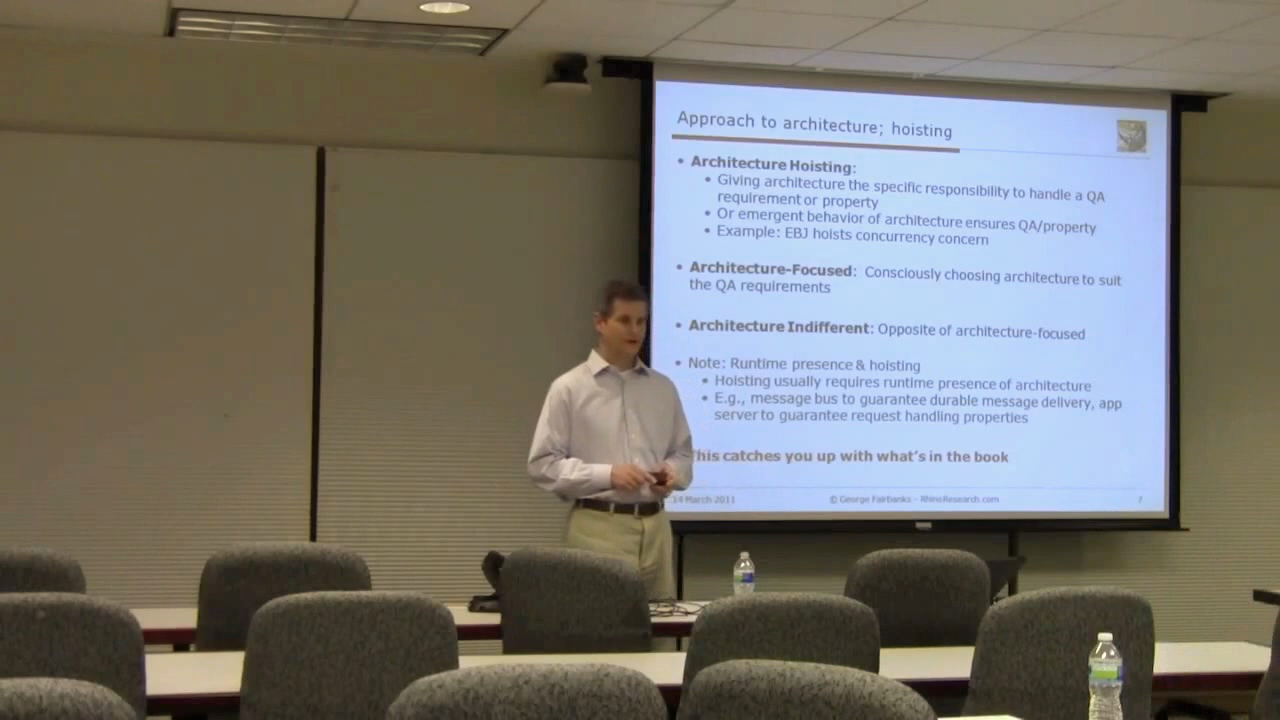 Approach to architecture; hoisting
• Architecture Hoisting:
• Giving architecture the specific responsibility to handle a QA
requirement or property
• Or emergent behavior of architecture ensures QA/property
• Example: EBJ hoists concurrency concern
• Architecture-Focused: Consciously choosing architecture to suit
the QA requirements
• Architecture Indifferent: Opposite of architecture-focused
• Note: Runtime presence & hoisting
• Hoisting usually requires runtime presence of architecture
• E.g., message bus to guarantee durable message delivery, app
server to guarantee request handling properties
This catches you up with what's in the book
14 March 2011 © George Fairbanks – RhinoResearch.com 7